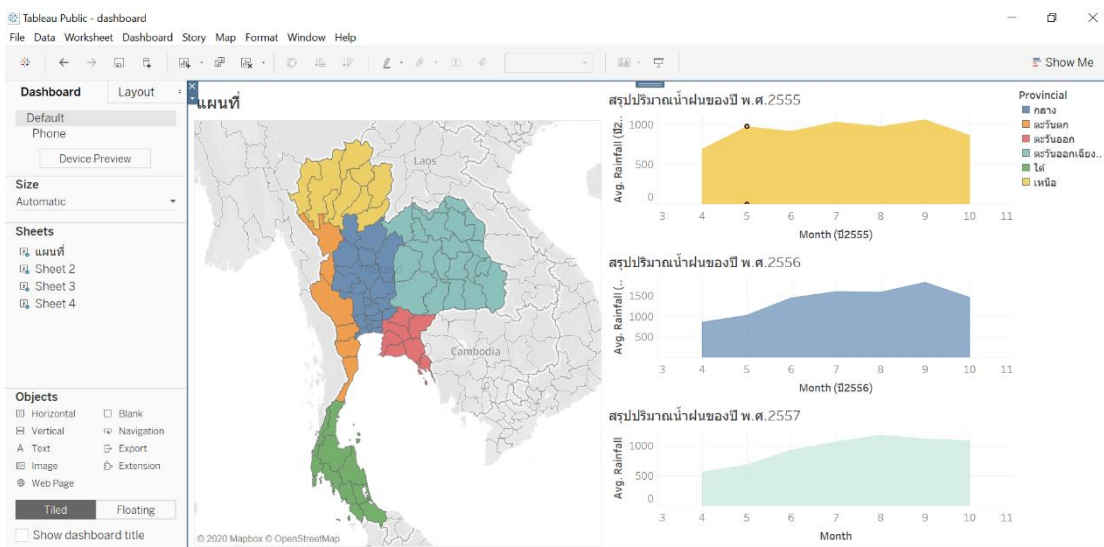 Tableau Public - dashboard
File Data Worksheet Dashboard Story Map Format Window Help
Show Me
Dashboard Layout
Default
Phone
Device Preview
Size
Automatic
Sheets
แผนที่
Sheet 2
Sheet 3
Sheet 4
Objects
Horizontal Blank
Vertical Navigation
A Text Export
Image Extension
Web Page
Tiled Floating
Show dashboard title
แผนที่
Laos
Thailand
Cambodia
© 2020 Mapbox © OpenStreetMap
สรุปปริมาณน้ำฝนของปี พ.ศ.2555
Avg. Rainfall (ปี2..
1000
500
0
3 4 5 6 7 8 9 10 11
Month (ปี2555)
สรุปปริมาณน้ำฝนของปี พ.ศ.2556
Avg. Rainfall (..
1500
1000
500
3 4 5 6 7 8 9 10 11
Month (ปี2556)
สรุปปริมาณน้ำฝนของปี พ.ศ.2557
Avg. Rainfall
1000
500
0
3 4 5 6 7 8 9 10 11
Month
Provincial
กลาง
ตะวันตก
ตะวันออก
ตะวันออกเฉียง..
ใต้
เหนือ